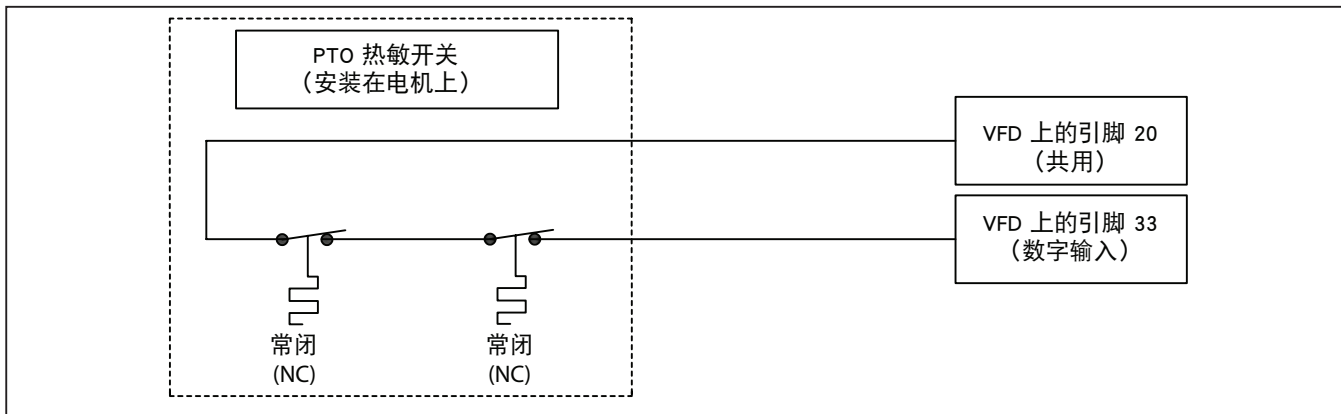 PTO 热敏开关
（安装在电机上）
VFD 上的引脚 20
（共用）
VFD 上的引脚 33
（数字输入）
常闭
(NC)
常闭
(NC)